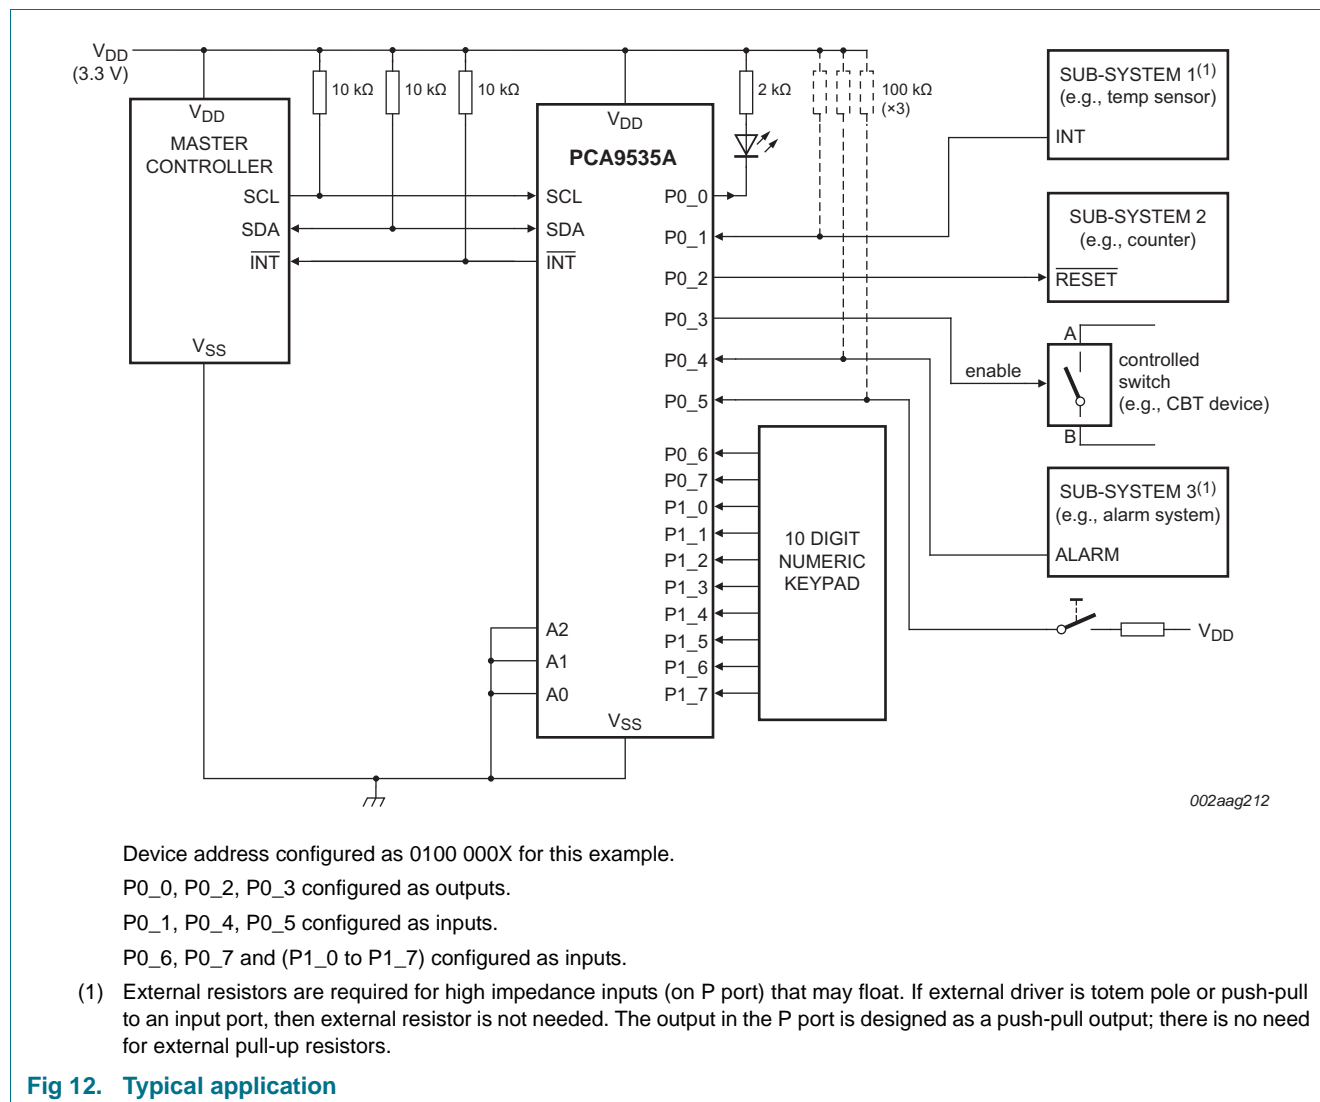 VDD
(3.3 V)
10 kΩ
10 kΩ
10 kΩ
2 kΩ
100 kΩ
(×3)
VDD
MASTER
CONTROLLER
SCL
SDA
INT
VSS
VDD
PCA9535A
SCL
SDA
INT
A2
A1
A0
VSS
P0_0
P0_1
P0_2
P0_3
P0_4
P0_5
P0_6
P0_7
P1_0
P1_1
P1_2
P1_3
P1_4
P1_5
P1_6
P1_7
10 DIGIT
NUMERIC
KEYPAD
SUB-SYSTEM 1(1)
(e.g., temp sensor)
INT
SUB-SYSTEM 2
(e.g., counter)
RESET
A
enable
controlled
switch
(e.g., CBT device)
B
SUB-SYSTEM 3(1)
(e.g., alarm system)
ALARM
VDD
002aag212
Device address configured as 0100 000X for this example.
P0_0, P0_2, P0_3 configured as outputs.
P0_1, P0_4, P0_5 configured as inputs.
P0_6, P0_7 and (P1_0 to P1_7) configured as inputs.
(1) External resistors are required for high impedance inputs (on P port) that may float. If external driver is totem pole or push-pull
to an input port, then external resistor is not needed. The output in the P port is designed as a push-pull output; there is no need
for external pull-up resistors.
Fig 12. Typical application